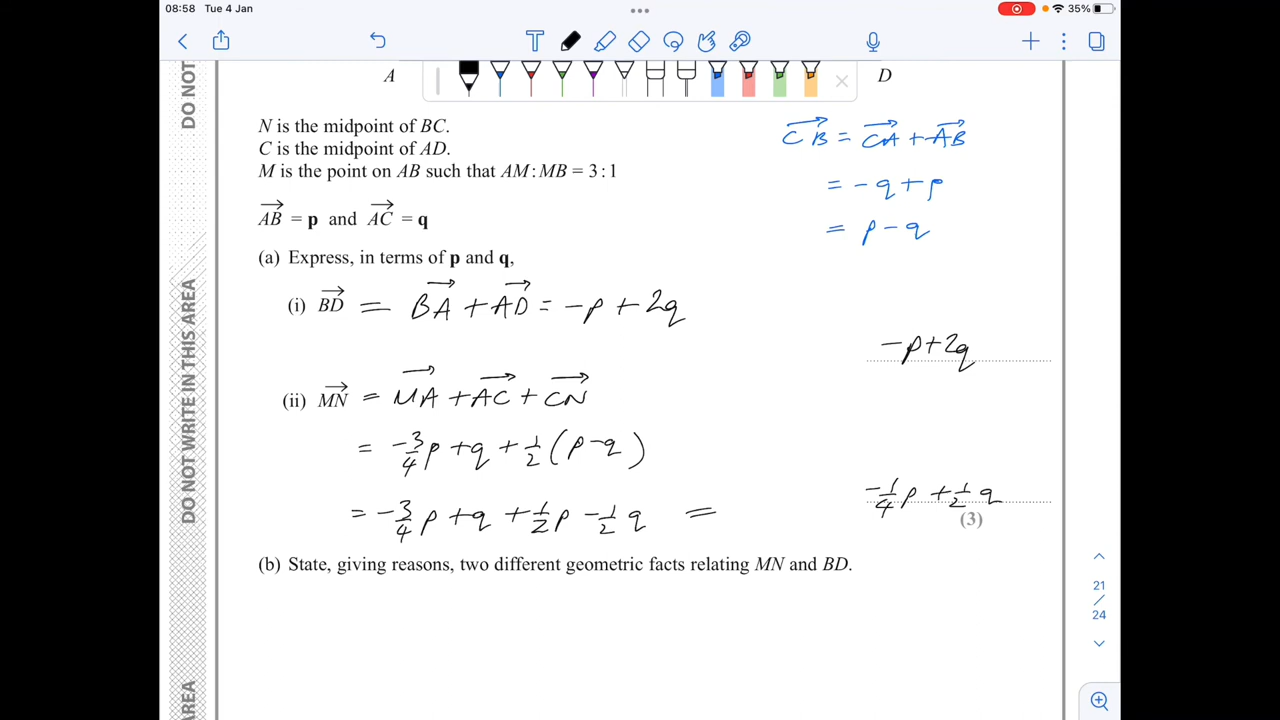 08:58 Tue 4 Jan
35%
DO NOT
A
D
N is the midpoint of BC.
C is the midpoint of AD.
M is the point on AB such that AM : MB = 3 : 1
→AB = p and →AC = q
→CB = →CA + →AB
= -q + p
= p - q
(a) Express, in terms of p and q,
(i) →BD = →BA + →AD = -p + 2q
-p + 2q
(ii) →MN = →MA + →AC + →CN
= -3/4 p + q + 1/2 (p - q)
= -3/4 p + q + 1/2 p - 1/2 q =
-1/4 p + 1/2 q
(3)
(b) State, giving reasons, two different geometric facts relating MN and BD.
DO NOT WRITE IN THIS AREA
AREA
21
/
24